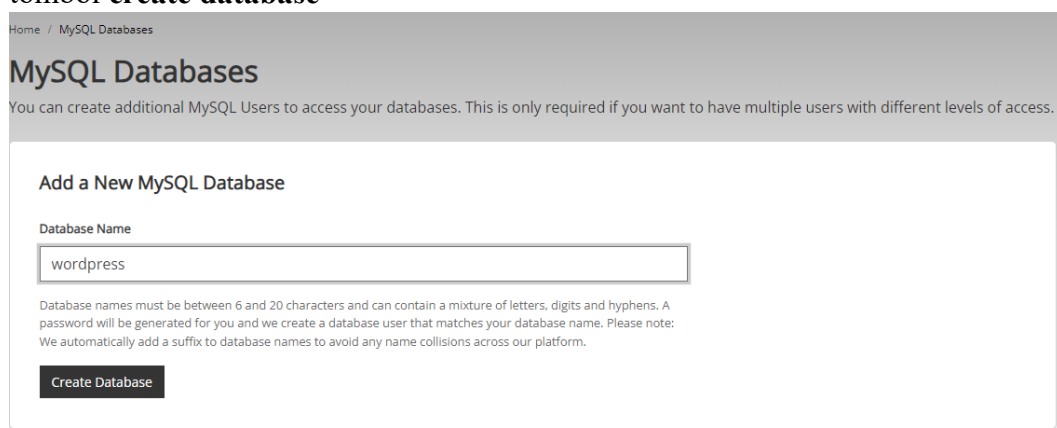 tombol create database
Home / MySQL Databases
MySQL Databases
You can create additional MySQL Users to access your databases. This is only required if you want to have multiple users with different levels of access.
Add a New MySQL Database
Database Name
wordpress
Database names must be between 6 and 20 characters and can contain a mixture of letters, digits and hyphens. A
password will be generated for you and we create a database user that matches your database name. Please note:
We automatically add a suffix to database names to avoid any name collisions across our platform.
Create Database